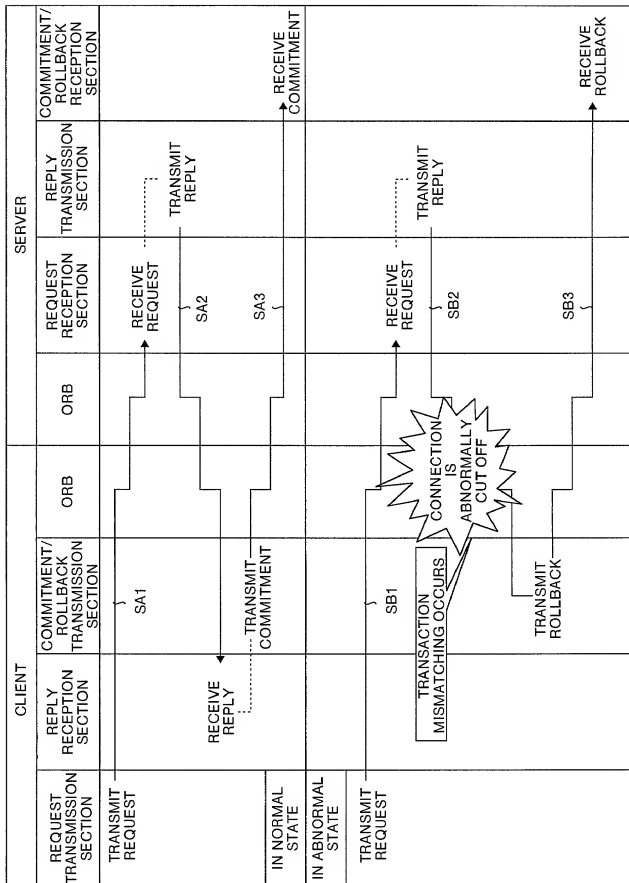 CLIENT
SERVER
REQUEST
TRANSMISSION
SECTION
REPLY
RECEPTION
SECTION
COMMITMENT/
ROLLBACK
TRANSMISSION
SECTION
ORB
ORB
REQUEST
RECEPTION
SECTION
REPLY
TRANSMISSION
SECTION
COMMITMENT/
ROLLBACK
RECEPTION
SECTION
TRANSMIT
REQUEST
SA1
RECEIVE
REQUEST
TRANSMIT
REPLY
SA2
RECEIVE
REPLY
TRANSMIT
COMMITMENT
SA3
RECEIVE
COMMITMENT
IN NORMAL
STATE
IN ABNORMAL
STATE
TRANSMIT
REQUEST
SB1
RECEIVE
REQUEST
TRANSMIT
REPLY
SB2
CONNECTION
IS
ABNORMALLY
CUT OFF
TRANSACTION
MISMATCHING OCCURS
TRANSMIT
ROLLBACK
SB3
RECEIVE
ROLLBACK